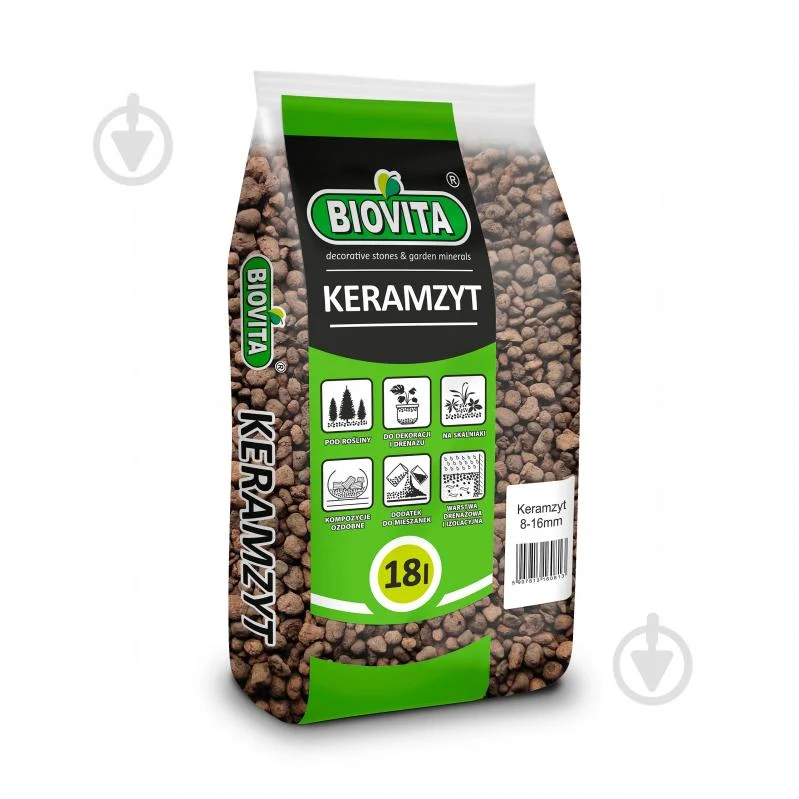 BIOVITA
®
decorative stones & garden minerals
KERAMZYT
POD ROŚLINY
DO DEKORACJI
I DRENAŻU
NA SKALNIAKI
KOMPOZYCJE
OZDOBNE
DODATEK
DO MIESZANEK
WARSTWA
DRENAŻOWA
I IZOLACYJNA
18l
BIOVITA
®
KERAMZYT
Keramzyt
8-16mm